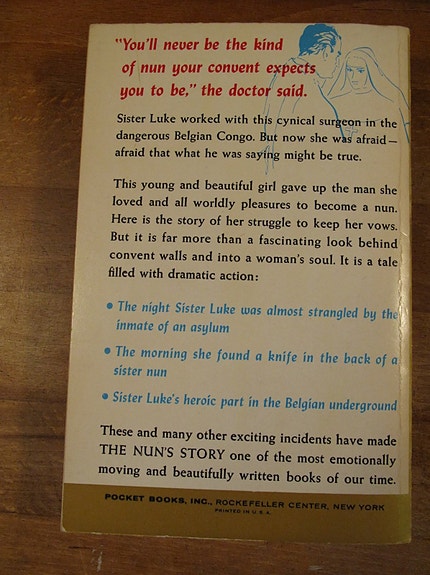 "You'll never be the kind
of nun your convent expects
you to be," the doctor said.
Sister Luke worked with this cynical surgeon in the
dangerous Belgian Congo. But now she was afraid—
afraid that what he was saying might be true.
This young and beautiful girl gave up the man she
loved and all worldly pleasures to become a nun.
Here is the story of her struggle to keep her vows.
But it is far more than a fascinating look behind
convent walls and into a woman's soul. It is a tale
filled with dramatic action:
• The night Sister Luke was almost strangled by the
inmate of an asylum
• The morning she found a knife in the back of a
sister nun
• Sister Luke's heroic part in the Belgian underground
These and many other exciting incidents have made
THE NUN'S STORY one of the most emotionally
moving and beautifully written books of our time.
POCKET BOOKS, INC., ROCKEFELLER CENTER, NEW YORK
PRINTED IN U.S.A.